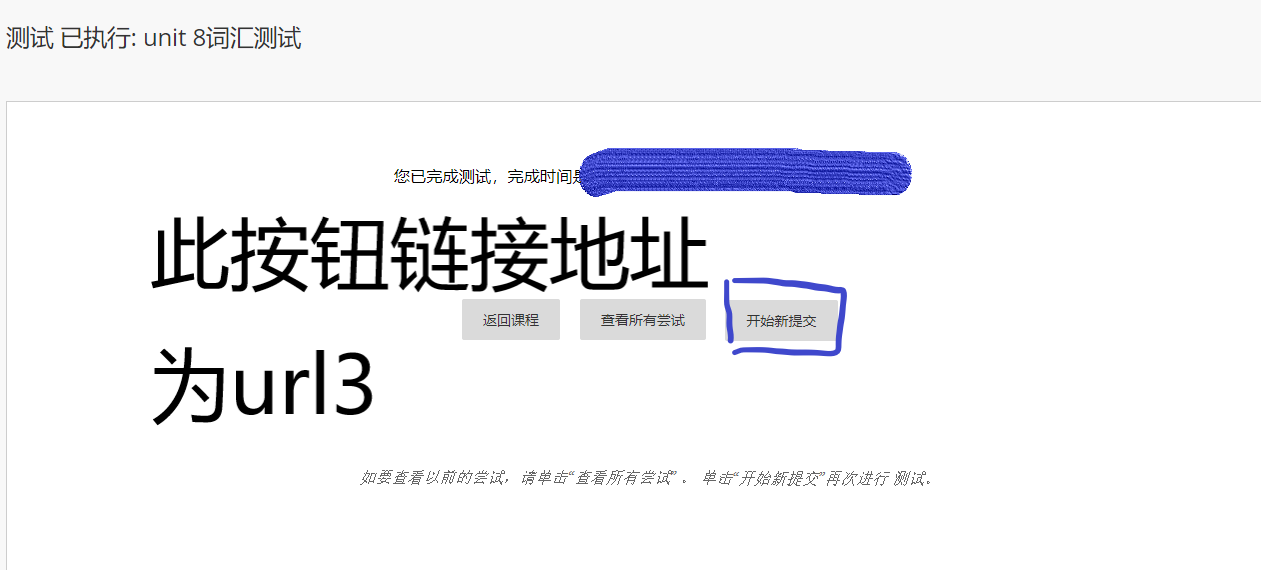 测试 已执行: unit 8词汇测试
您已完成测试，完成时间是
此按钮链接地址
返回课程 查看所有尝试 开始新提交
为url3
如要查看以前的尝试，请单击“查看所有尝试” 。 单击“开始新提交”再次进行 测试。